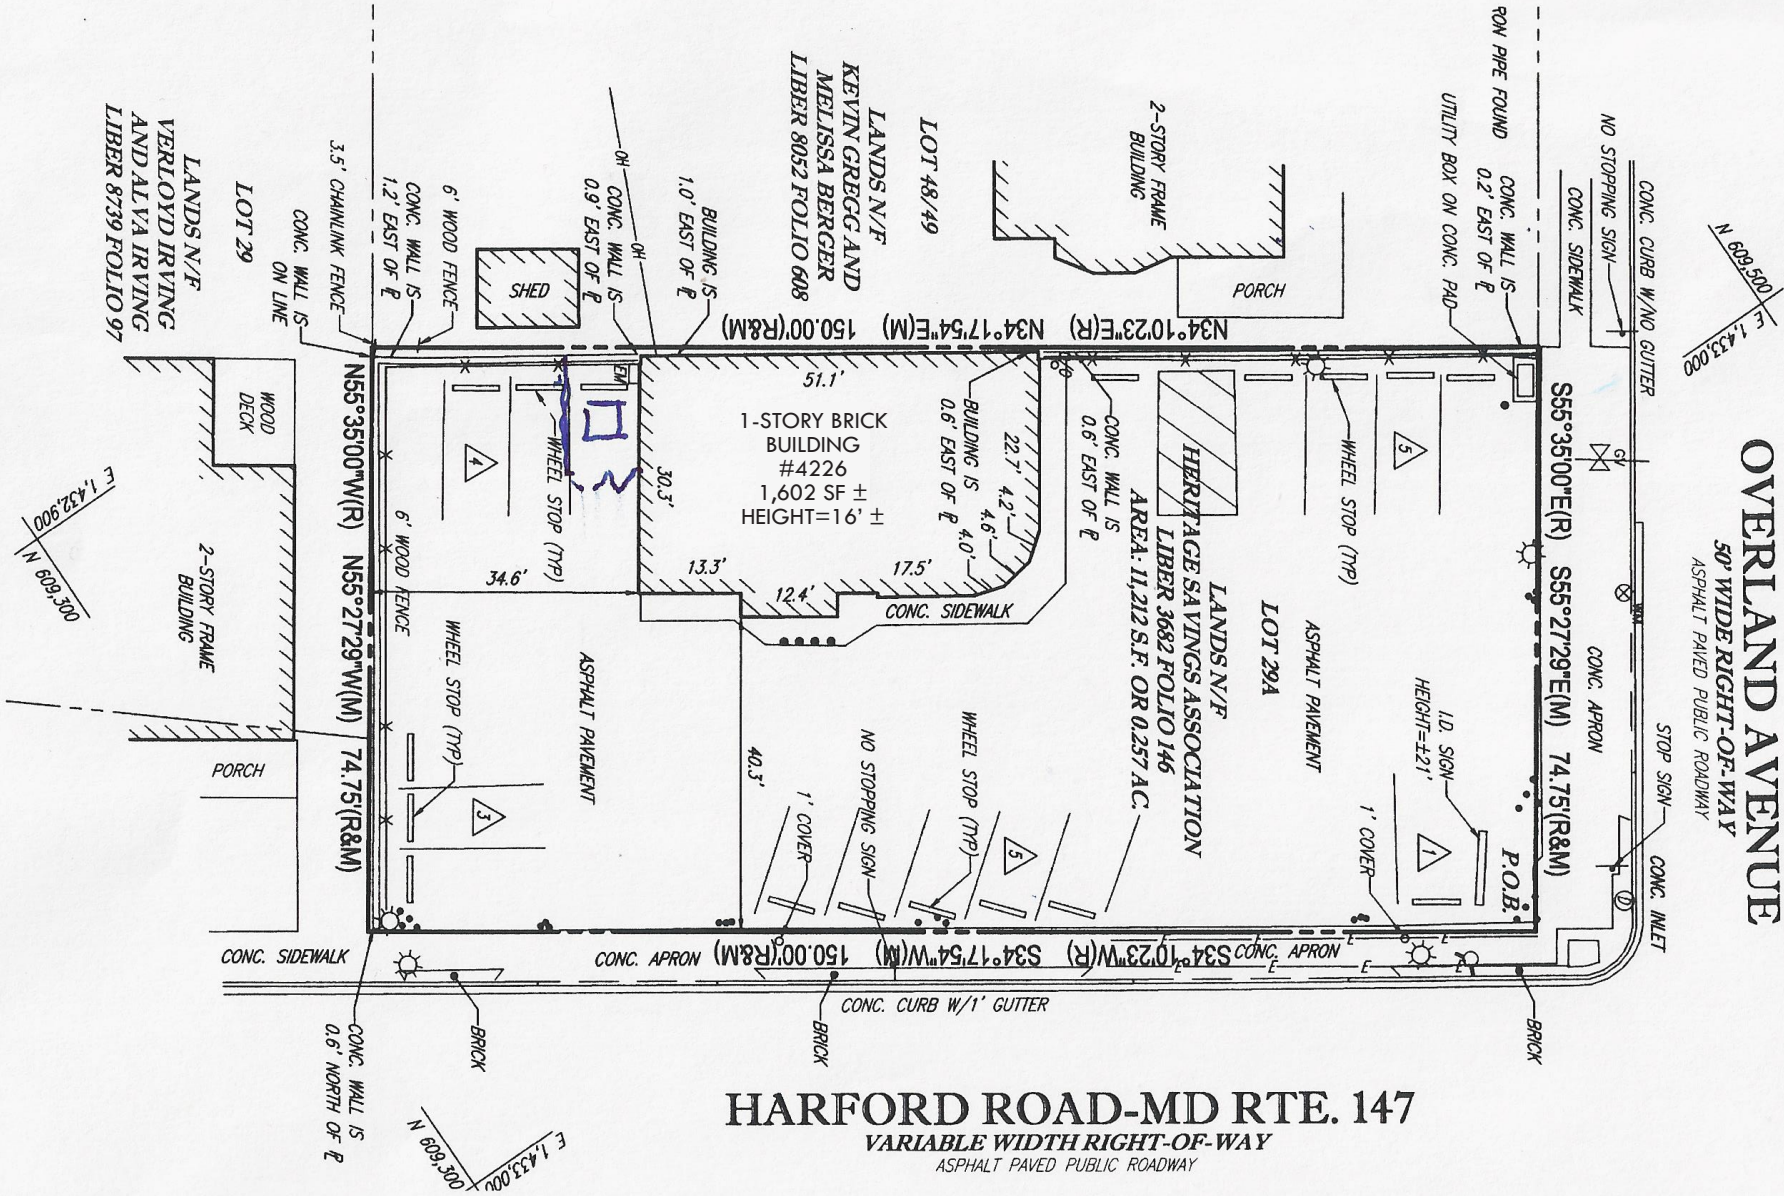 OVERLAND AVENUE
50' WIDE RIGHT-OF-WAY
ASPHALT PAVED PUBLIC ROADWAY
HARFORD ROAD-MD RTE. 147
VARIABLE WIDTH RIGHT-OF-WAY
ASPHALT PAVED PUBLIC ROADWAY
RON PIPE FOUND
CONC. WALL IS
0.2' EAST OF ℄
UTILITY BOX ON CONC. PAD
NO STOPPING SIGN
CONC. SIDEWALK
CONC. CURB W/NO GUTTER
N 609,500
E 1,433,000
2-STORY FRAME
BUILDING
PORCH
LOT 48/49
LANDS N/F
KEVIN GREGG AND
MELISSA BERGER
LIBER 8052 FOLIO 608
OH
OH
BUILDING IS
1.0' EAST OF ℄
CONC. WALL IS
0.9' EAST OF ℄
SHED
6' WOOD FENCE
CONC. WALL IS
1.2' EAST OF ℄
3.5' CHAINLINK FENCE
CONC. WALL IS
ON LINE
LOT 29
LANDS N/F
VERLOYD IRVING
AND ALVA IRVING
LIBER 8739 FOLIO 97
N34°10'23"E(R) N34°17'54"E(M) 150.00'(R&M)
S55°35'00"E(R) S55°27'29"E(M) 74.75'(R&M)
N55°35'00"W(R) N55°27'29"W(M) 74.75'(R&M)
S34°10'23"W(R) S34°17'54"W(M) 150.00'(R&M)
51.1'
1-STORY BRICK
BUILDING
#4226
1,602 SF ±
HEIGHT=16' ±
30.3'
22.7'
4.2'
4.6'
4.0'
17.5'
12.4'
13.3'
34.6'
40.3'
BUILDING IS
0.6' EAST OF ℄
CONC. WALL IS
0.6' EAST OF ℄
EM
WHEEL STOP (TYP)
4
WHEEL STOP (TYP)
5
GV
WM
LANDS N/F
HERITAGE SAVINGS ASSOCIATION
LIBER 3682 FOLIO 146
AREA: 11,212 S.F. OR 0.257 AC.
LOT 29A
ASPHALT PAVEMENT
CONC. SIDEWALK
CONC. APRON
STOP SIGN
CONC. INLET
D
I.D. SIGN
HEIGHT=±21'
1
P.O.B.
1' COVER
WOOD
DECK
E 1,432,900
N 609,300
2-STORY FRAME
BUILDING
PORCH
6' WOOD FENCE
WHEEL STOP (TYP)
3
ASPHALT PAVEMENT
1' COVER
NO STOPPING SIGN
WHEEL STOP (TYP)
5
CONC. SIDEWALK
CONC. APRON
CONC. APRON
E
E
E
E
E
CONC. CURB W/1' GUTTER
BRICK
BRICK
BRICK
CONC. WALL IS
0.6' NORTH OF ℄
N 609,300
E 1,433,000